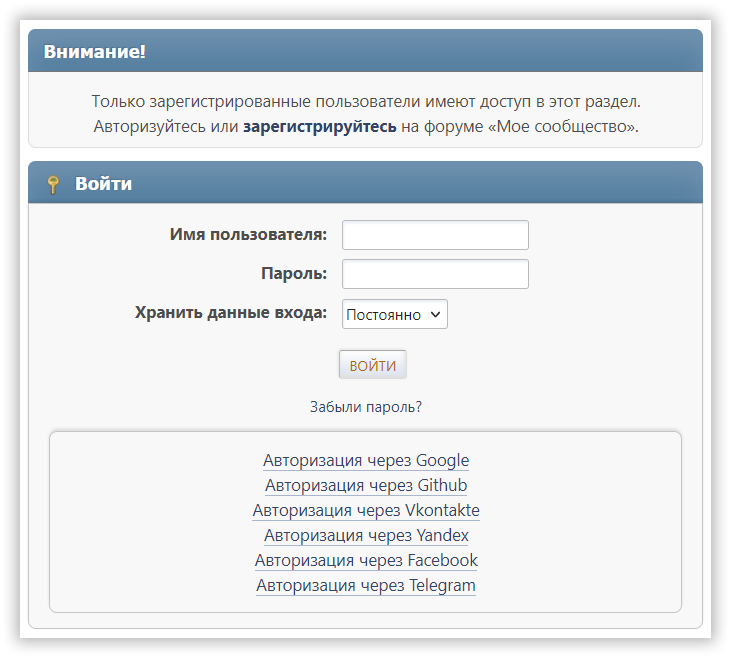 Внимание!
Только зарегистрированные пользователи имеют доступ в этот раздел.
Авторизуйтесь или зарегистрируйтесь на форуме «Мое сообщество».
Войти
Имя пользователя:
Пароль:
Хранить данные входа: Постоянно
ВОЙТИ
Забыли пароль?
Авторизация через Google
Авторизация через Github
Авторизация через Vkontakte
Авторизация через Yandex
Авторизация через Facebook
Авторизация через Telegram